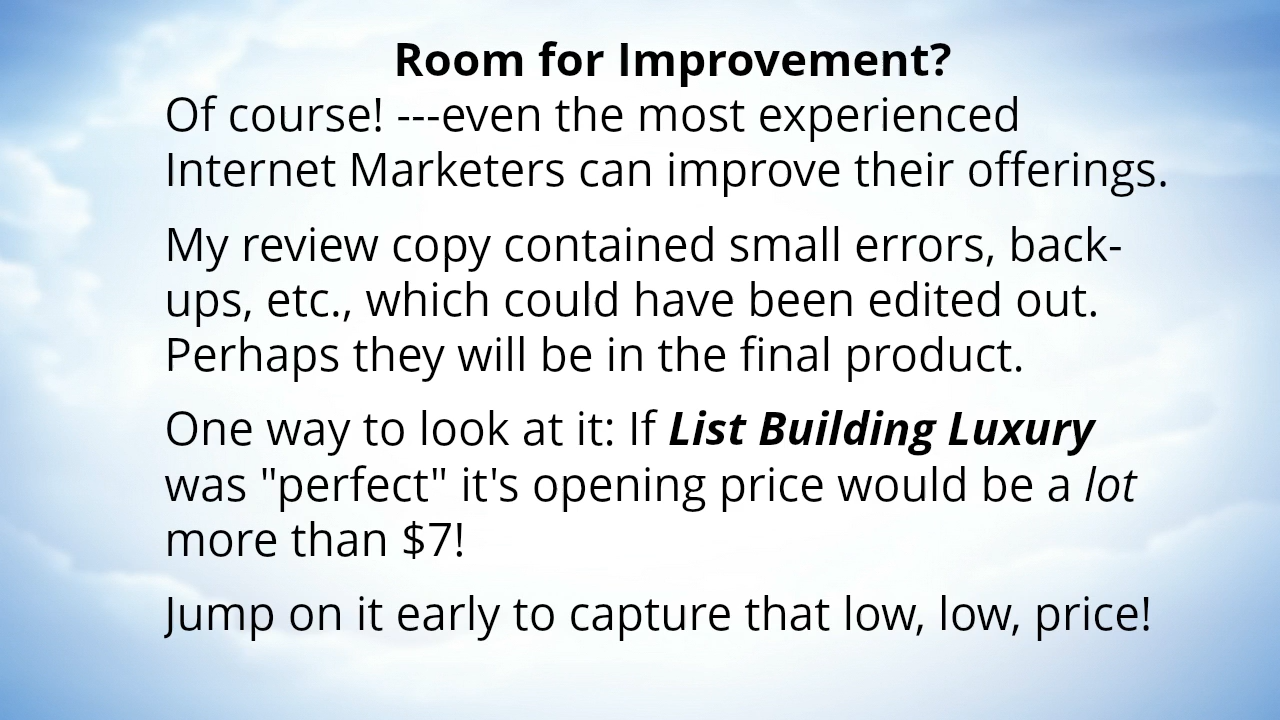 Room for Improvement?
Of course! ---even the most experienced
Internet Marketers can improve their offerings.
My review copy contained small errors, back-
ups, etc., which could have been edited out.
Perhaps they will be in the final product.
One way to look at it: If List Building Luxury
was "perfect" it's opening price would be a lot
more than $7!
Jump on it early to capture that low, low, price!